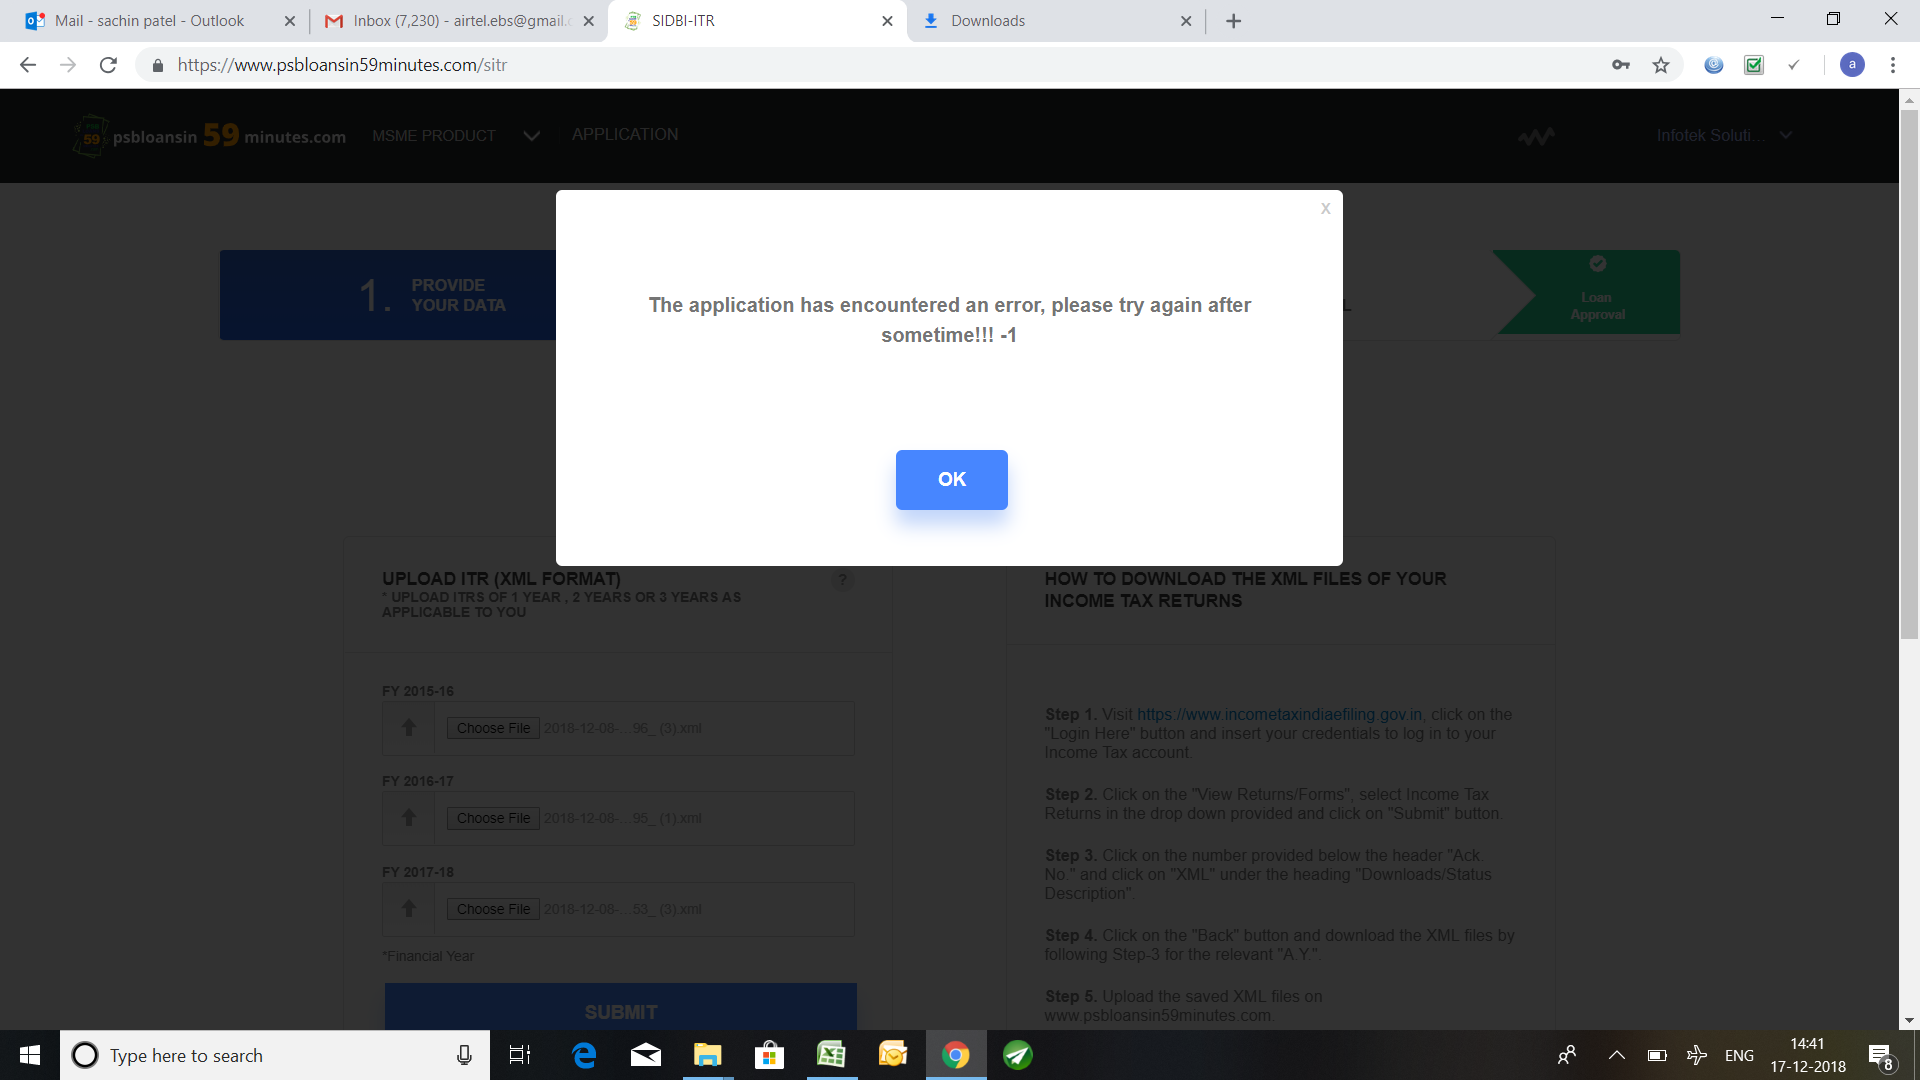 Mail - sachin patel - Outlook
Inbox (7,230) - airtel.ebs@gmail.c
SIDBI-ITR
Downloads
https://www.psbloansin59minutes.com/sitr
a
59 psbloansin 59 minutes.com
MSME PRODUCT
APPLICATION
Infotek Soluti...
X
The application has encountered an error, please try again after
sometime!!! -1
OK
1. PROVIDE
YOUR DATA
L
Loan
Approval
UPLOAD ITR (XML FORMAT)
?
* UPLOAD ITRS OF 1 YEAR , 2 YEARS OR 3 YEARS AS
APPLICABLE TO YOU
FY 2015-16
Choose File 2018-12-08-...96_ (3).xml
FY 2016-17
Choose File 2018-12-08-...95_ (1).xml
FY 2017-18
Choose File 2018-12-08-...53_ (3).xml
*Financial Year
SUBMIT
HOW TO DOWNLOAD THE XML FILES OF YOUR
INCOME TAX RETURNS
Step 1. Visit https://www.incometaxindiaefiling.gov.in, click on the
"Login Here" button and insert your credentials to log in to your
Income Tax account.
Step 2. Click on the "View Returns/Forms", select Income Tax
Returns in the drop down provided and click on "Submit" button.
Step 3. Click on the number provided below the header "Ack.
No." and click on "XML" under the heading "Downloads/Status
Description".
Step 4. Click on the "Back" button and download the XML files by
following Step-3 for the relevant "A.Y.".
Step 5. Upload the saved XML files on
www.psbloansin59minutes.com.
Type here to search
ENG
14:41
17-12-2018
8